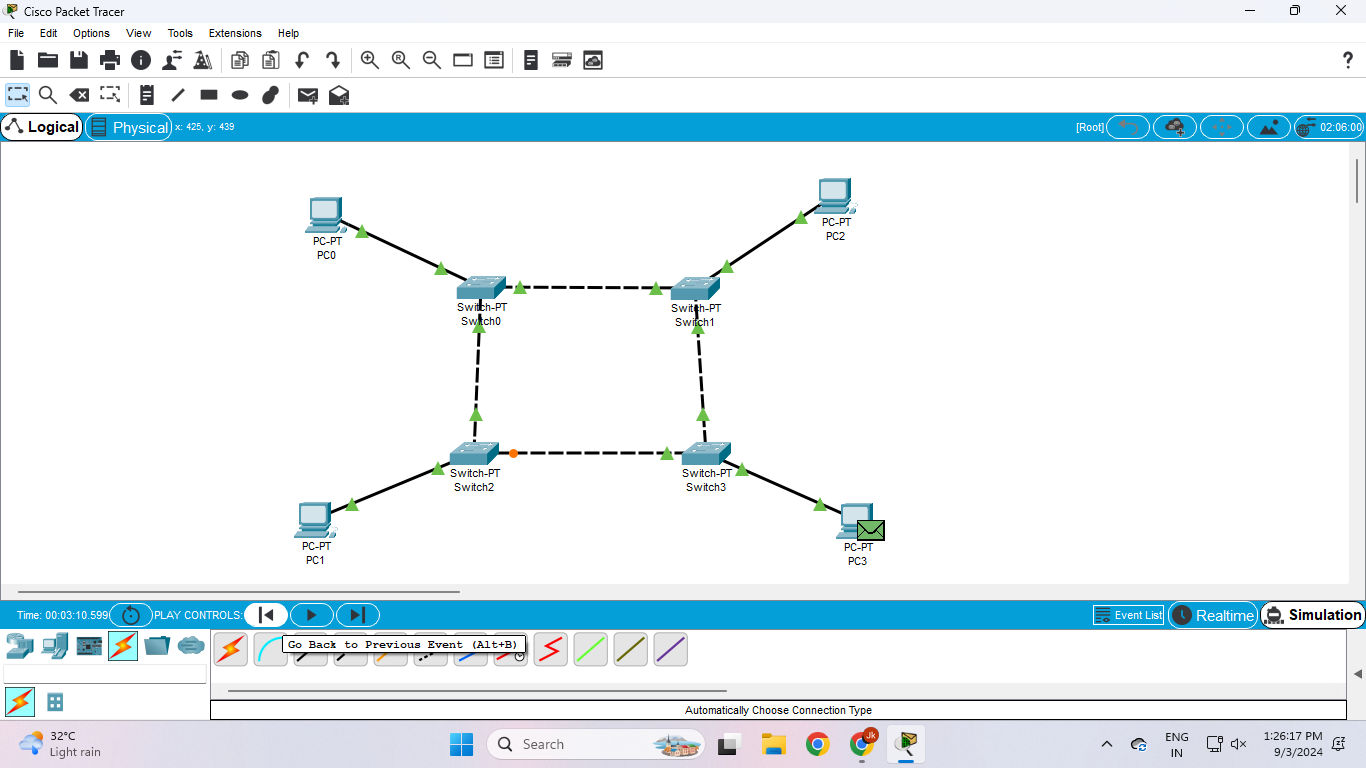 Cisco Packet Tracer
File Edit Options View Tools Extensions Help
Logical Physical x: 425, y: 439 [Root] 02:06:00
PC-PT
PC0
PC-PT
PC2
Switch-PT
Switch0
Switch-PT
Switch1
Switch-PT
Switch2
Switch-PT
Switch3
PC-PT
PC1
PC-PT
PC3
Time: 00:03:10.599 PLAY CONTROLS: Event List Realtime Simulation
Go Back to Previous Event (Alt+B)
Automatically Choose Connection Type
32°C
Light rain
Search
Jk
ENG
IN
1:26:17 PM
9/3/2024